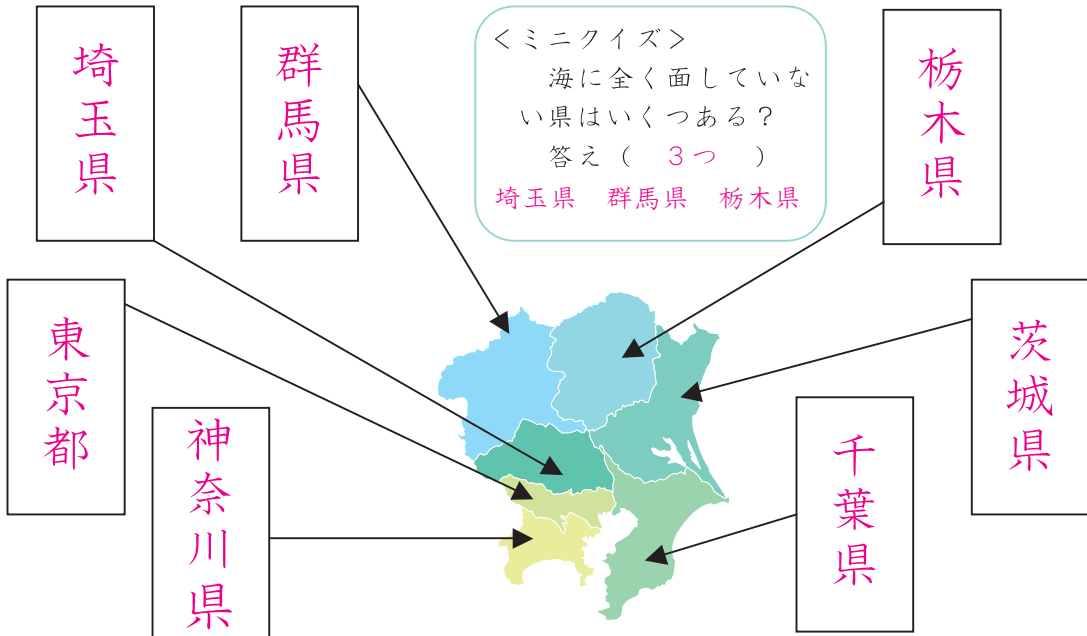 埼玉県
群馬県
<ミニクイズ>
海に全く面していな
い県はいくつある？
答え（ ３つ ）
埼玉県 群馬県 栃木県
栃木県
東京都
神奈川県
千葉県
茨城県